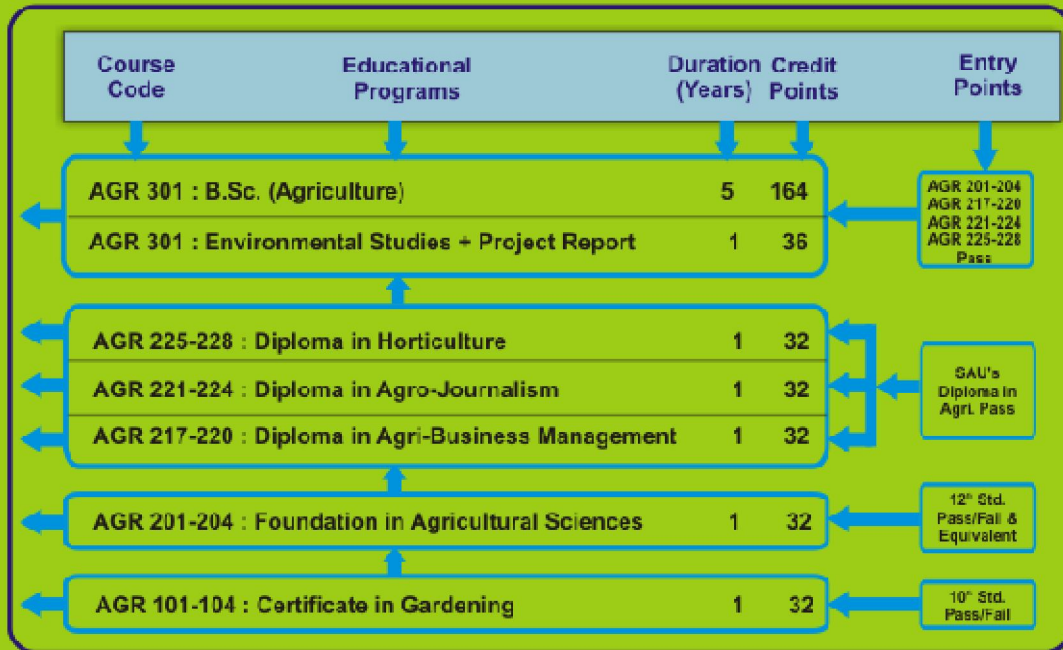 Course Code
Educational Programs
Duration (Years)
Credit Points
Entry Points
AGR 301 : B.Sc. (Agriculture) 5 164
AGR 301 : Environmental Studies + Project Report 1 36
AGR 201-204
AGR 217-220
AGR 221-224
AGR 225-228
Pass
AGR 225-228 : Diploma in Horticulture 1 32
AGR 221-224 : Diploma in Agro-Journalism 1 32
AGR 217-220 : Diploma in Agri-Business Management 1 32
SAU's
Diploma in
Agri. Pass
AGR 201-204 : Foundation in Agricultural Sciences 1 32
12th Std.
Pass/Fail &
Equivalent
AGR 101-104 : Certificate in Gardening 1 32
10th Std.
Pass/Fail